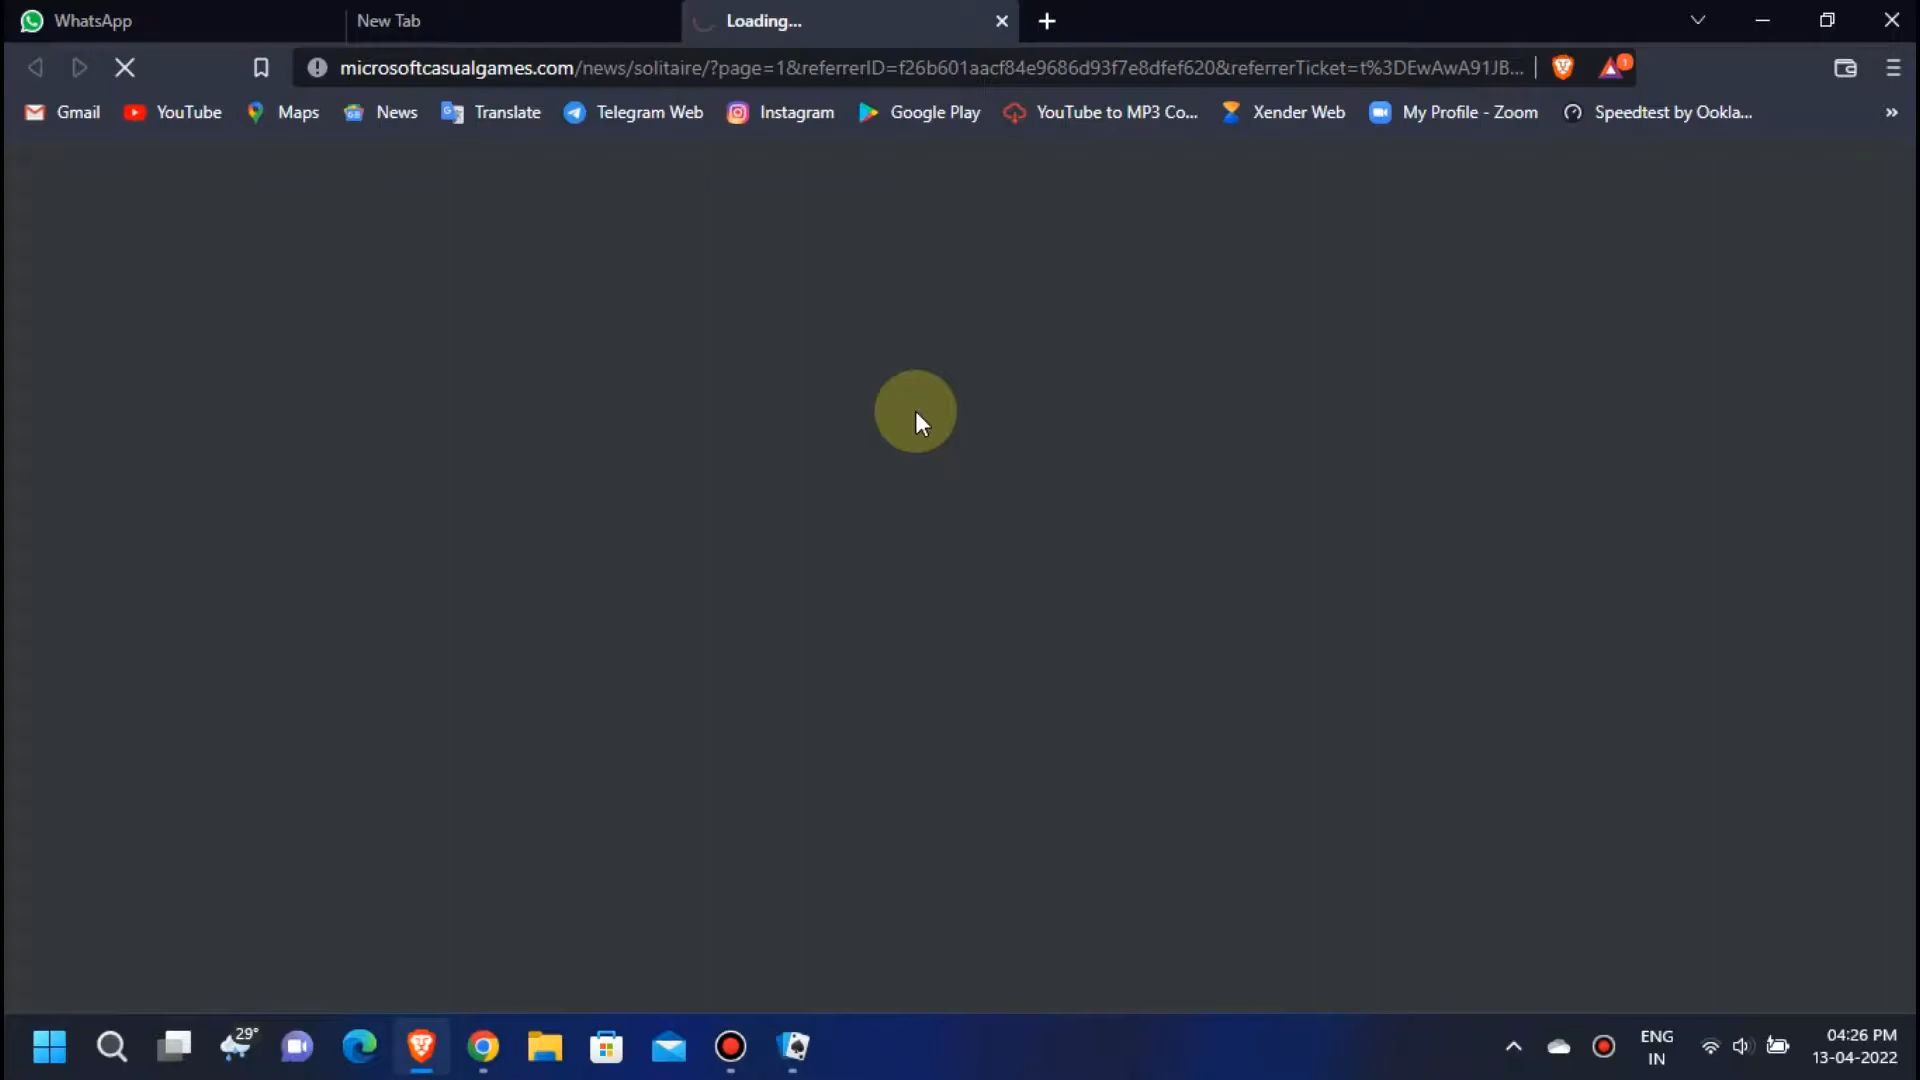 WhatsApp
New Tab
Loading...
microsoftcasualgames.com/news/solitaire/?page=1&referrerID=f26b601aacf84e9686d93f7e8dfef620&referrerTicket=t%3DEwAwA91JB...
1
Gmail
YouTube
Maps
News
Translate
Telegram Web
Instagram
Google Play
YouTube to MP3 Co...
Xender Web
My Profile - Zoom
Speedtest by Ookla...
29°
ENG
IN
04:26 PM
13-04-2022